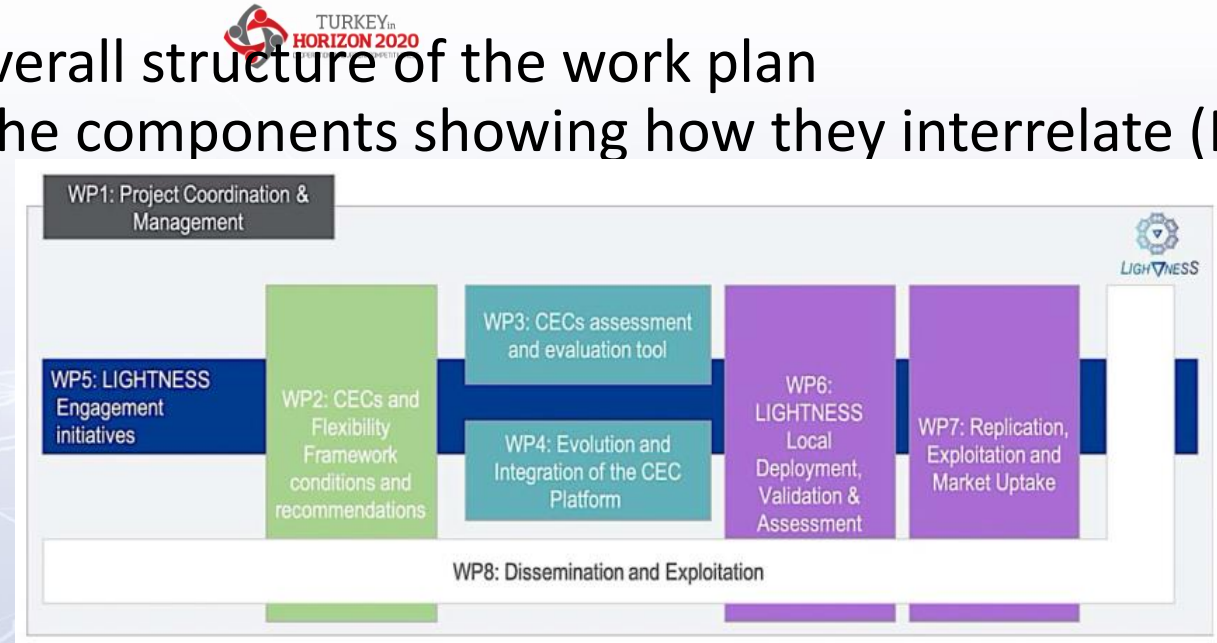 TURKEYin
HORIZON 2020
verall structure of the work plan
he components showing how they interrelate (
WP1: Project Coordination &
Management
LIGHTNESS
WP5: LIGHTNESS
Engagement
initiatives
WP2: CECs and
Flexibility
Framework
conditions and
recommendations
WP3: CECs assessment
and evaluation tool
WP4: Evolution and
Integration of the CEC
Platform
WP6:
LIGHTNESS
Local
Deployment,
Validation &
Assessment
WP7: Replication,
Exploitation and
Market Uptake
WP8: Dissemination and Exploitation